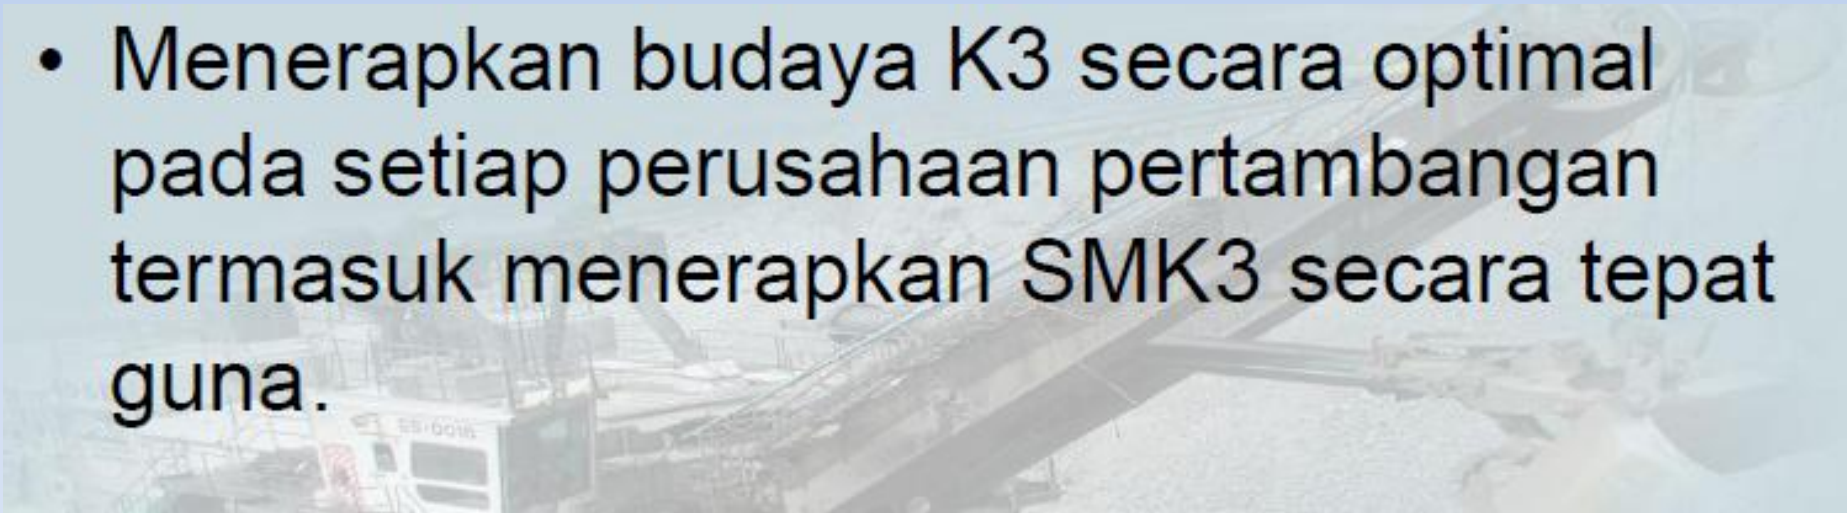 • Menerapkan budaya K3 secara optimal
pada setiap perusahaan pertambangan
termasuk menerapkan SMK3 secara tepat
guna.